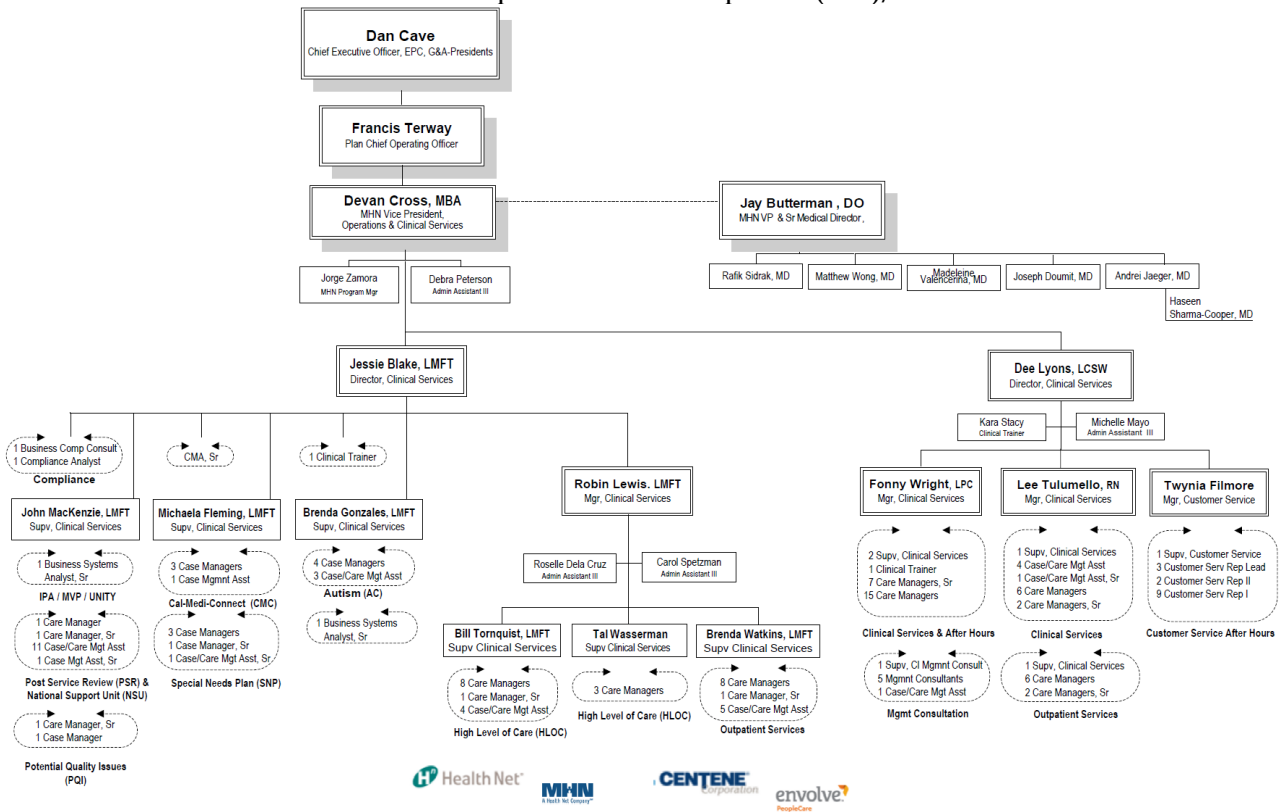 Dan Cave
Chief Executive Officer, EPC, G&A-Presidents
Francis Terway
Plan Chief Operating Officer
Devan Cross, MBA
MHN Vice President,
Operations & Clinical Services
Jay Butterman , DO
MHN VP & Sr Medical Director ,
Jorge Zamora
MHN Program Mgr
Debra Peterson
Admin Assistant III
Rafik Sidrak, MD
Matthew Wong, MD
Madeleine
Valencerina, MD
Joseph Doumit, MD
Andrei Jaeger, MD
Haseen
Sharma-Cooper, MD
Jessie Blake, LMFT
Director, Clinical Services
Dee Lyons, LCSW
Director, Clinical Services
Kara Stacy
Clinical Trainer
Michelle Mayo
Admin Assistant III
1 Business Comp Consult
1 Compliance Analyst
Compliance
CMA, Sr
1 Clinical Trainer
John MacKenzie, LMFT
Supv, Clinical Services
Michaela Fleming, LMFT
Supv, Clinical Services
Brenda Gonzales, LMFT
Supv, Clinical Services
Robin Lewis. LMFT
Mgr, Clinical Services
Fonny Wright, LPC
Mgr, Clinical Services
Lee Tulumello, RN
Mgr, Clinical Services
Twynia Filmore
Mgr, Customer Service
1 Business Systems
Analyst, Sr
IPA / MVP / UNITY
1 Care Manager
1 Care Manager, Sr
11 Case/Care Mgt Asst
1 Case Mgt Asst, Sr
Post Service Review (PSR) &
National Support Unit (NSU)
1 Care Manager, Sr
1 Case Manager
Potential Quality Issues
(PQI)
3 Case Managers
1 Case Mgmnt Asst
Cal-Medi-Connect (CMC)
3 Case Managers
1 Case Manager, Sr
1 Case/Care Mgt Asst, Sr
Special Needs Plan (SNP)
4 Case Managers
3 Case/Care Mgt Asst
Autism (AC)
1 Business Systems
Analyst, Sr
Roselle Dela Cruz
Admin Assistant III
Carol Spetzman
Admin Assistant III
Bill Tornquist, LMFT
Supv Clinical Services
Tal Wasserman
Supv Clinical Services
Brenda Watkins, LMFT
Supv Clinical Services
8 Care Managers
1 Care Manager, Sr
4 Case/Care Mgt Asst
High Level of Care (HLOC)
3 Care Managers
High Level of Care (HLOC)
8 Care Managers
1 Care Manager, Sr
5 Case/Care Mgt Asst
Outpatient Services
2 Supv, Clinical Services
1 Clinical Trainer
7 Care Managers, Sr
15 Care Managers
Clinical Services & After Hours
1 Supv, Cl Mgmnt Consult
5 Mgmnt Consultants
1 Case/Care Mgt Asst
Mgmt Consultation
1 Supv, Clinical Services
4 Case/Care Mgt Asst
1 Case/Care Mgt Asst, Sr
6 Care Managers
2 Care Managers, Sr
Clinical Services
1 Supv, Clinical Services
6 Care Managers
2 Care Managers, Sr
Outpatient Services
1 Supv, Customer Service
3 Customer Serv Rep Lead
2 Customer Serv Rep II
9 Customer Serv Rep I
Customer Service After Hours
Health Net
MHN
A Health Net Company
CENTENE
Corporation
envolve
PeopleCare